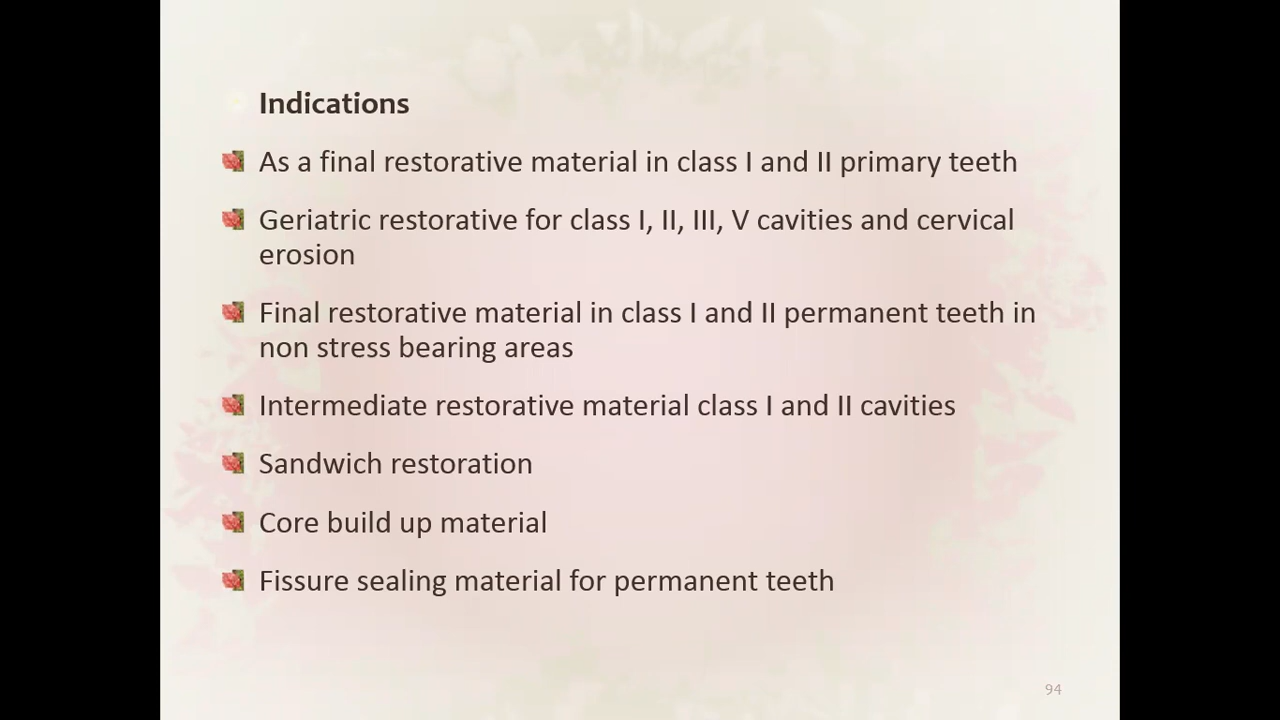 Indications
As a final restorative material in class I and II primary teeth
Geriatric restorative for class I, II, III, V cavities and cervical
erosion
Final restorative material in class I and II permanent teeth in
non stress bearing areas
Intermediate restorative material class I and II cavities
Sandwich restoration
Core build up material
Fissure sealing material for permanent teeth
94